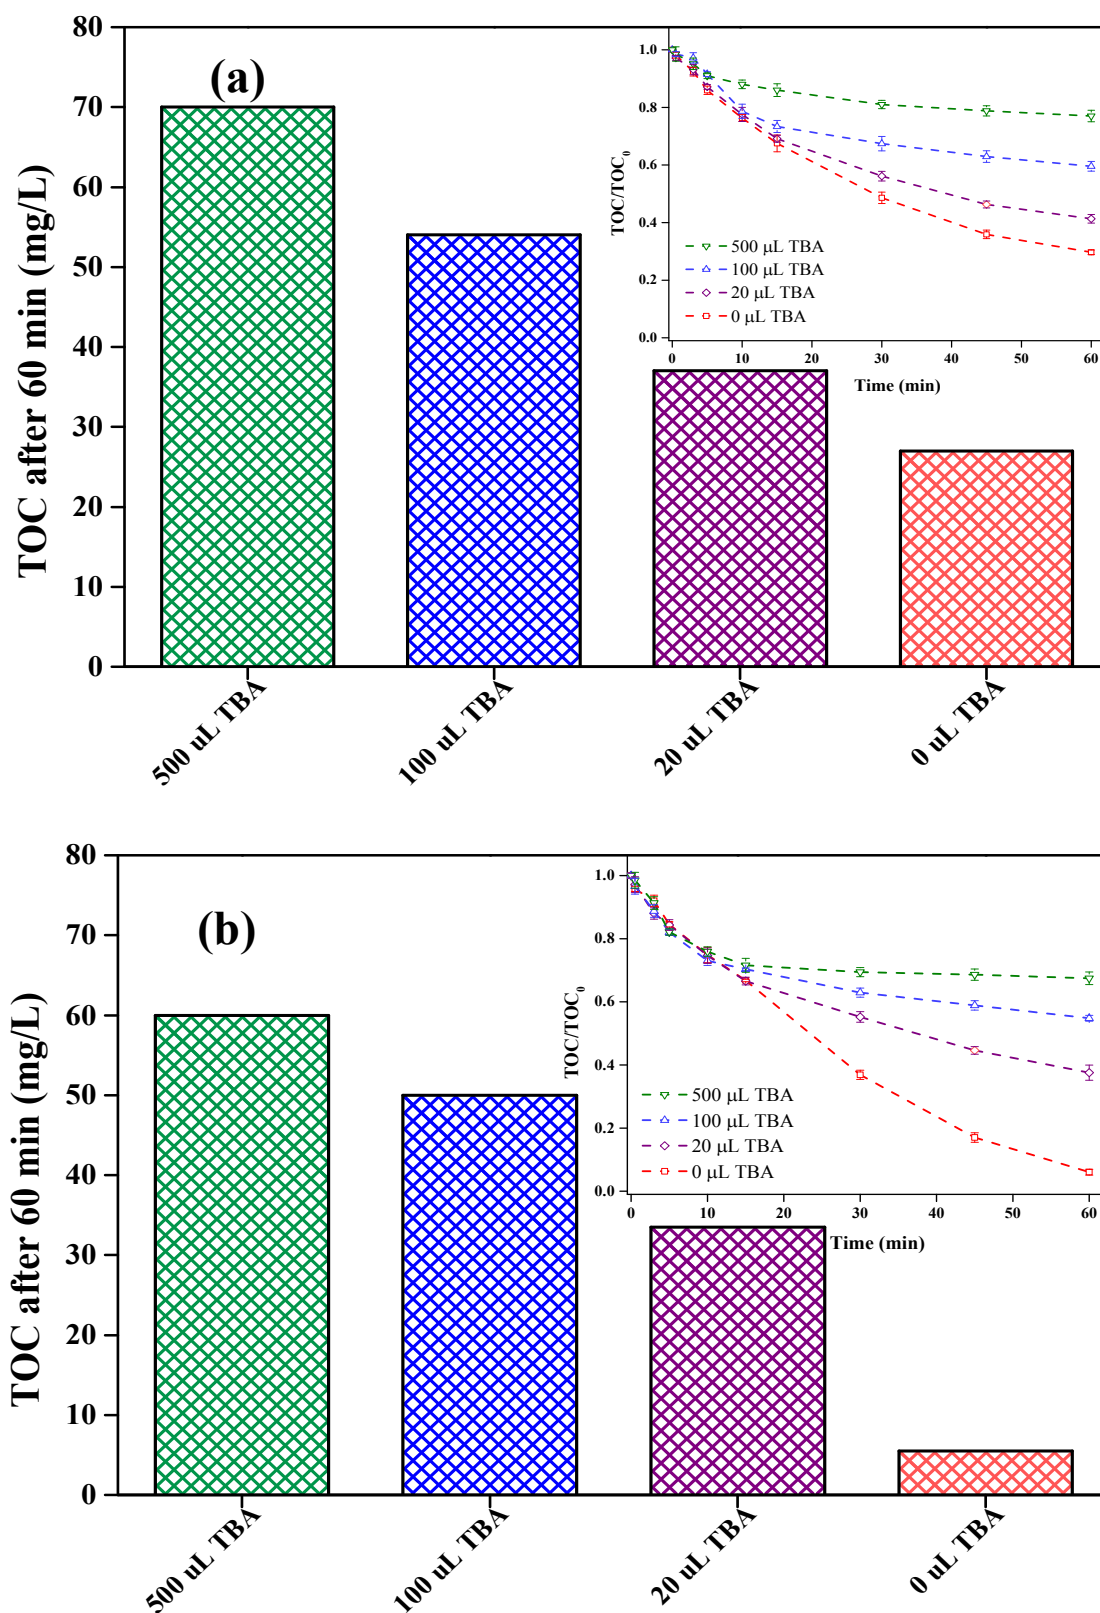 (a)
TOC after 60 min (mg/L)
80
70
60
50
40
30
20
10
0
500 uL TBA
100 uL TBA
20 uL TBA
0 uL TBA
TOC/TOC0
1.0
0.8
0.6
0.4
0.2
0.0
500 μL TBA
100 μL TBA
20 μL TBA
0 μL TBA
0 10 20 30 40 50 60
Time (min)
(b)
TOC after 60 min (mg/L)
80
70
60
50
40
30
20
10
0
500 uL TBA
100 uL TBA
20 uL TBA
0 uL TBA
TOC/TOC0
1.0
0.8
0.6
0.4
0.2
0.0
500 μL TBA
100 μL TBA
20 μL TBA
0 μL TBA
0 10 20 30 40 50 60
Time (min)